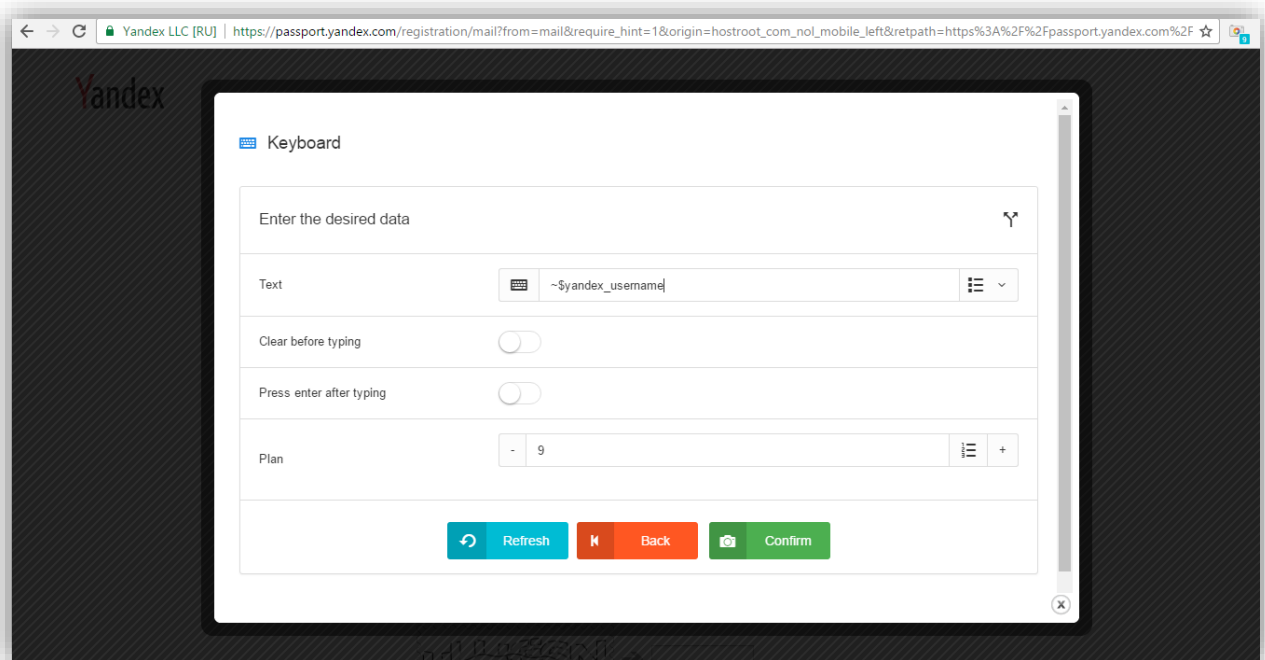 Yandex LLC [RU] | https://passport.yandex.com/registration/mail?from=mail&require_hint=1&origin=hostroot_com_nol_mobile_left&retpath=https%3A%2F%2Fpassport.yandex.com%2F
9
Yandex
Keyboard
Enter the desired data
Text ~$yandex_username
Clear before typing
Press enter after typing
Plan - 9 +
Refresh Back Confirm